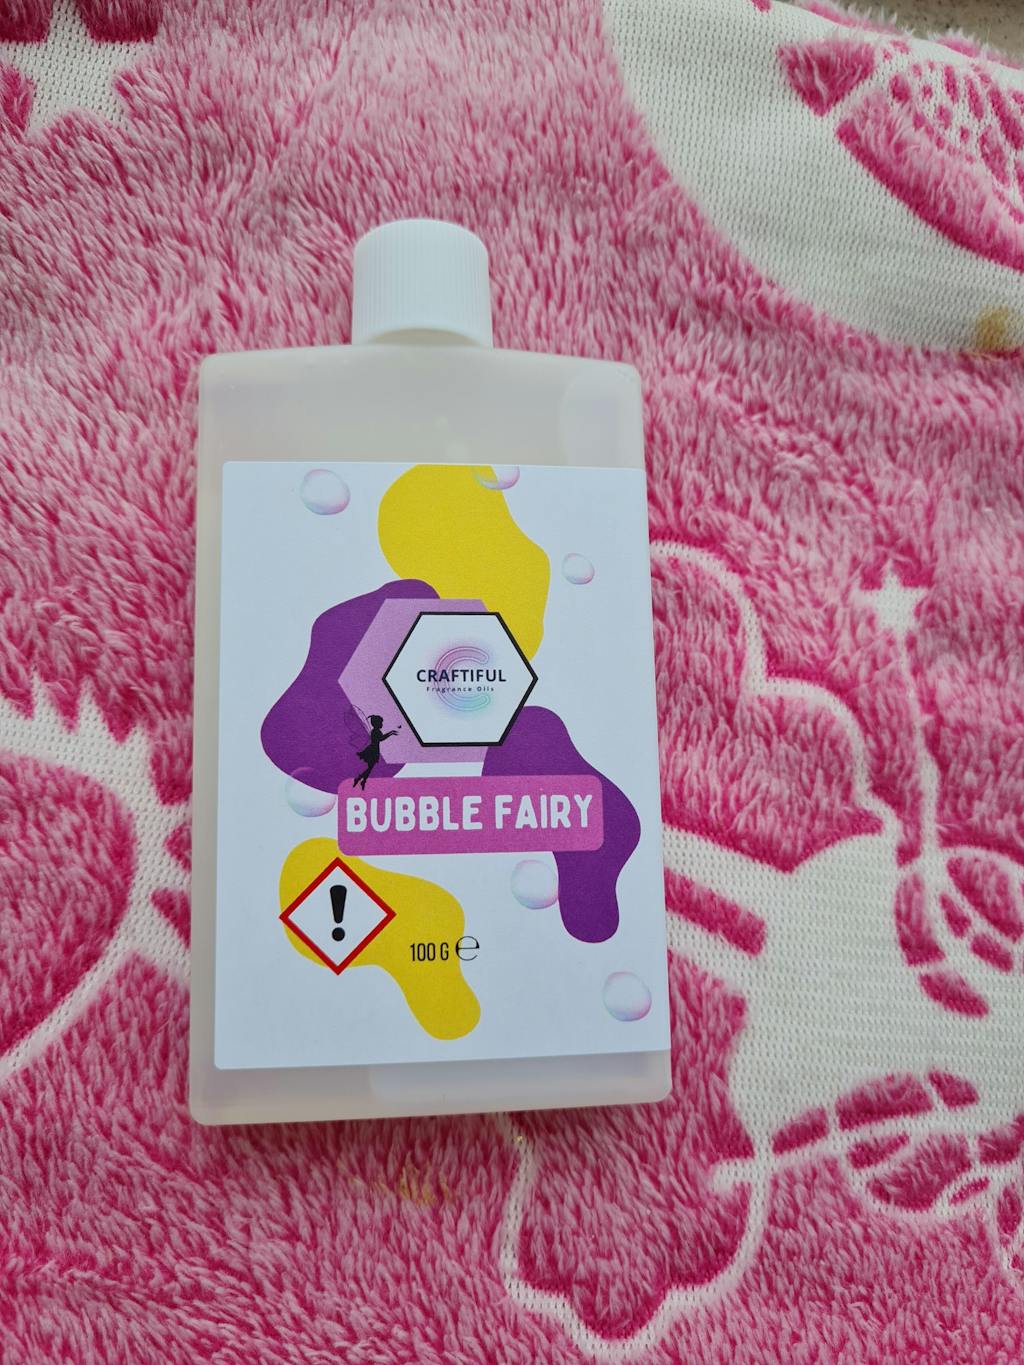 CRAFTIFUL
Fragrance Oils
BUBBLE FAIRY
100 G ℮